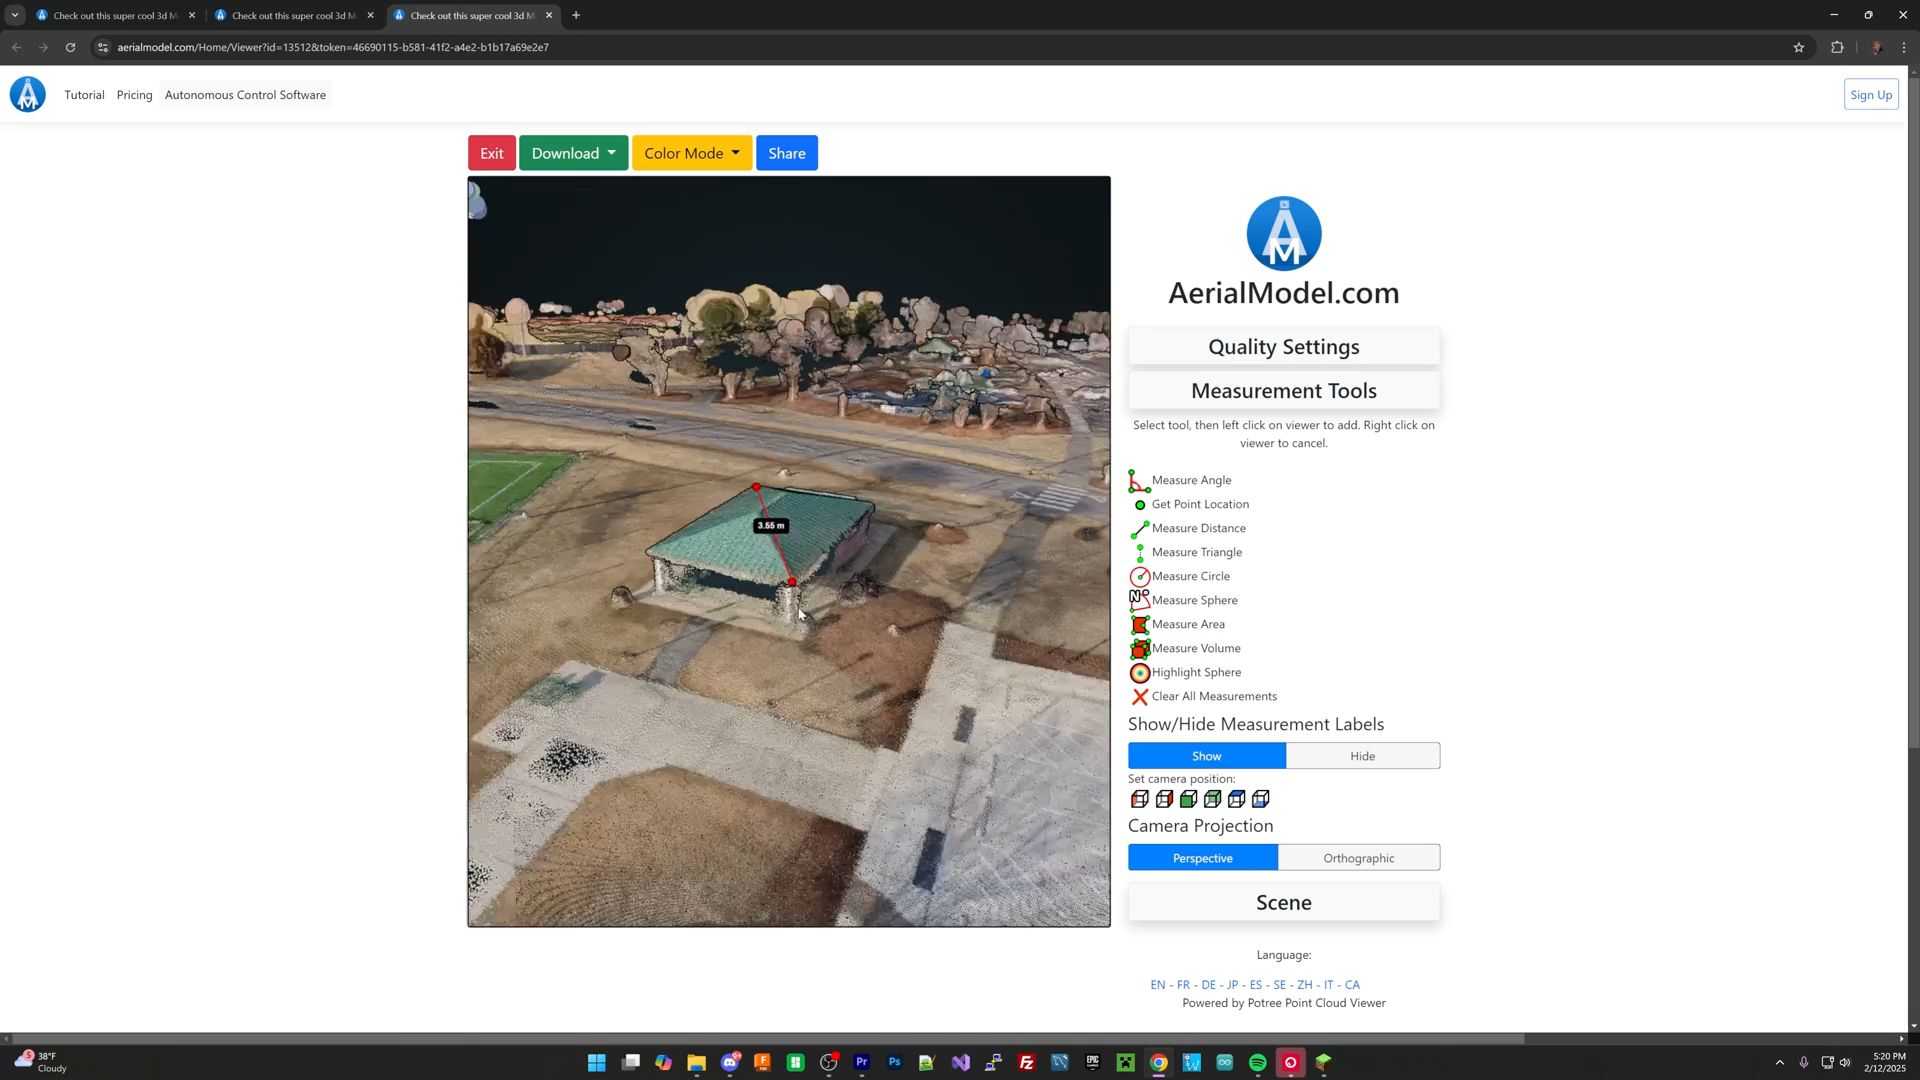 Check out this super cool 3d M
Check out this super cool 3d M
Check out this super cool 3d M
aerialmodel.com/Home/Viewer?id=13512&token=46690115-b581-41f2-a4e2-b1b17a69e2e7
Tutorial
Pricing
Autonomous Control Software
Sign Up
Exit
Download
Color Mode
Share
3.55 m
AerialModel.com
Quality Settings
Measurement Tools
Select tool, then left click on viewer to add. Right click on
viewer to cancel.
Measure Angle
Get Point Location
Measure Distance
Measure Triangle
Measure Circle
Measure Sphere
Measure Area
Measure Volume
Highlight Sphere
Clear All Measurements
Show/Hide Measurement Labels
Show
Hide
Set camera position:
Camera Projection
Perspective
Orthographic
Scene
Language:
EN - FR - DE - JP - ES - SE - ZH - IT - CA
Powered by Potree Point Cloud Viewer
38°F
Cloudy
5:20 PM
2/12/2025